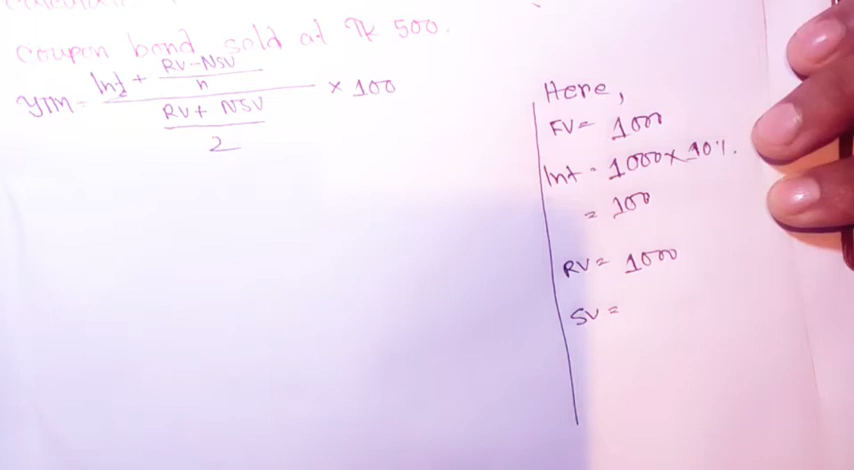 coupon bond sold at Tk 500.
YTM = Int + RV-NSV / n / RV + NSV / 2 × 100
Here,
FV = 1000
Int = 1000 × 10%.
= 100
RV = 1000
SV =